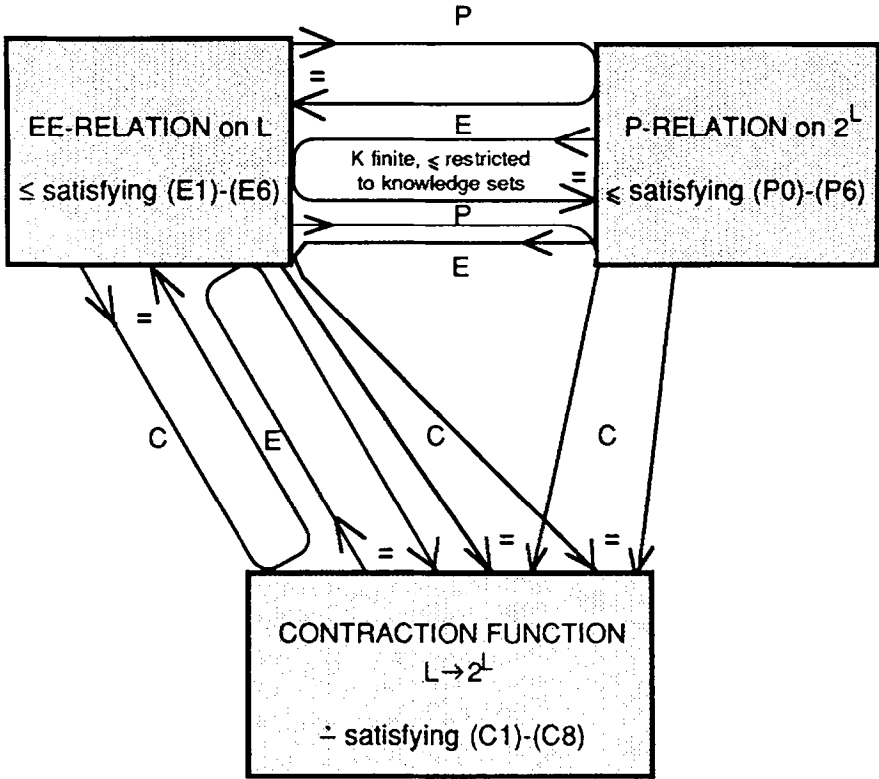 P
=
EE-RELATION on L
≤ satisfying (E1)-(E6)
E
K finite, ⩽ restricted
to knowledge sets
=
P
E
P-RELATION on 2^L
⩽ satisfying (P0)-(P6)
=
C
E
C
C
=
=
=
CONTRACTION FUNCTION
L→2^L
∸ satisfying (C1)-(C8)